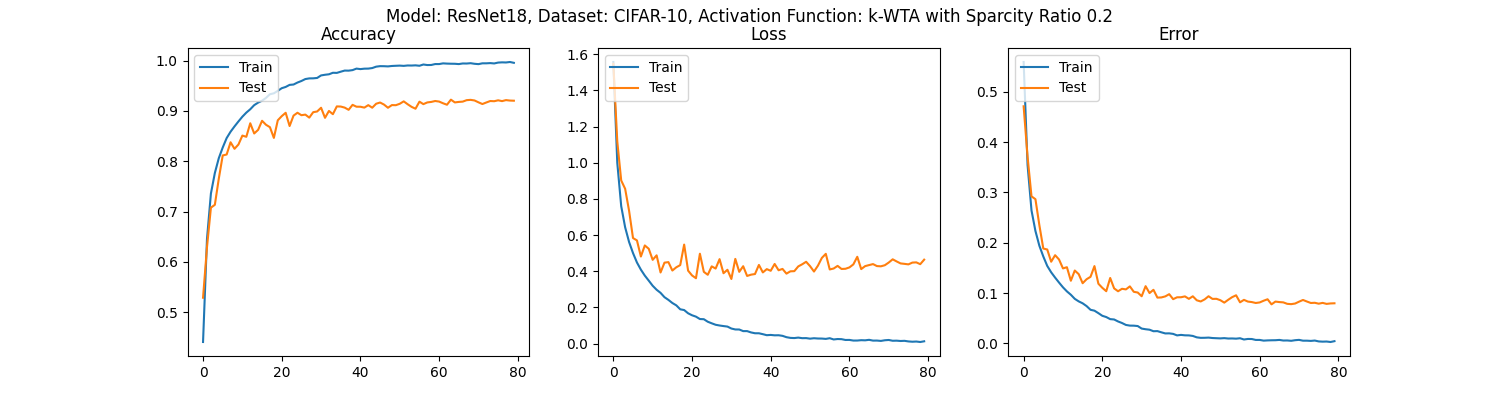 Model: ResNet18, Dataset: CIFAR-10, Activation Function: k-WTA with Sparcity Ratio 0.2
Accuracy
Train
Test
1.0
0.9
0.8
0.7
0.6
0.5
0 20 40 60 80
Loss
Train
Test
1.6
1.4
1.2
1.0
0.8
0.6
0.4
0.2
0.0
0 20 40 60 80
Error
Train
Test
0.5
0.4
0.3
0.2
0.1
0.0
0 20 40 60 80